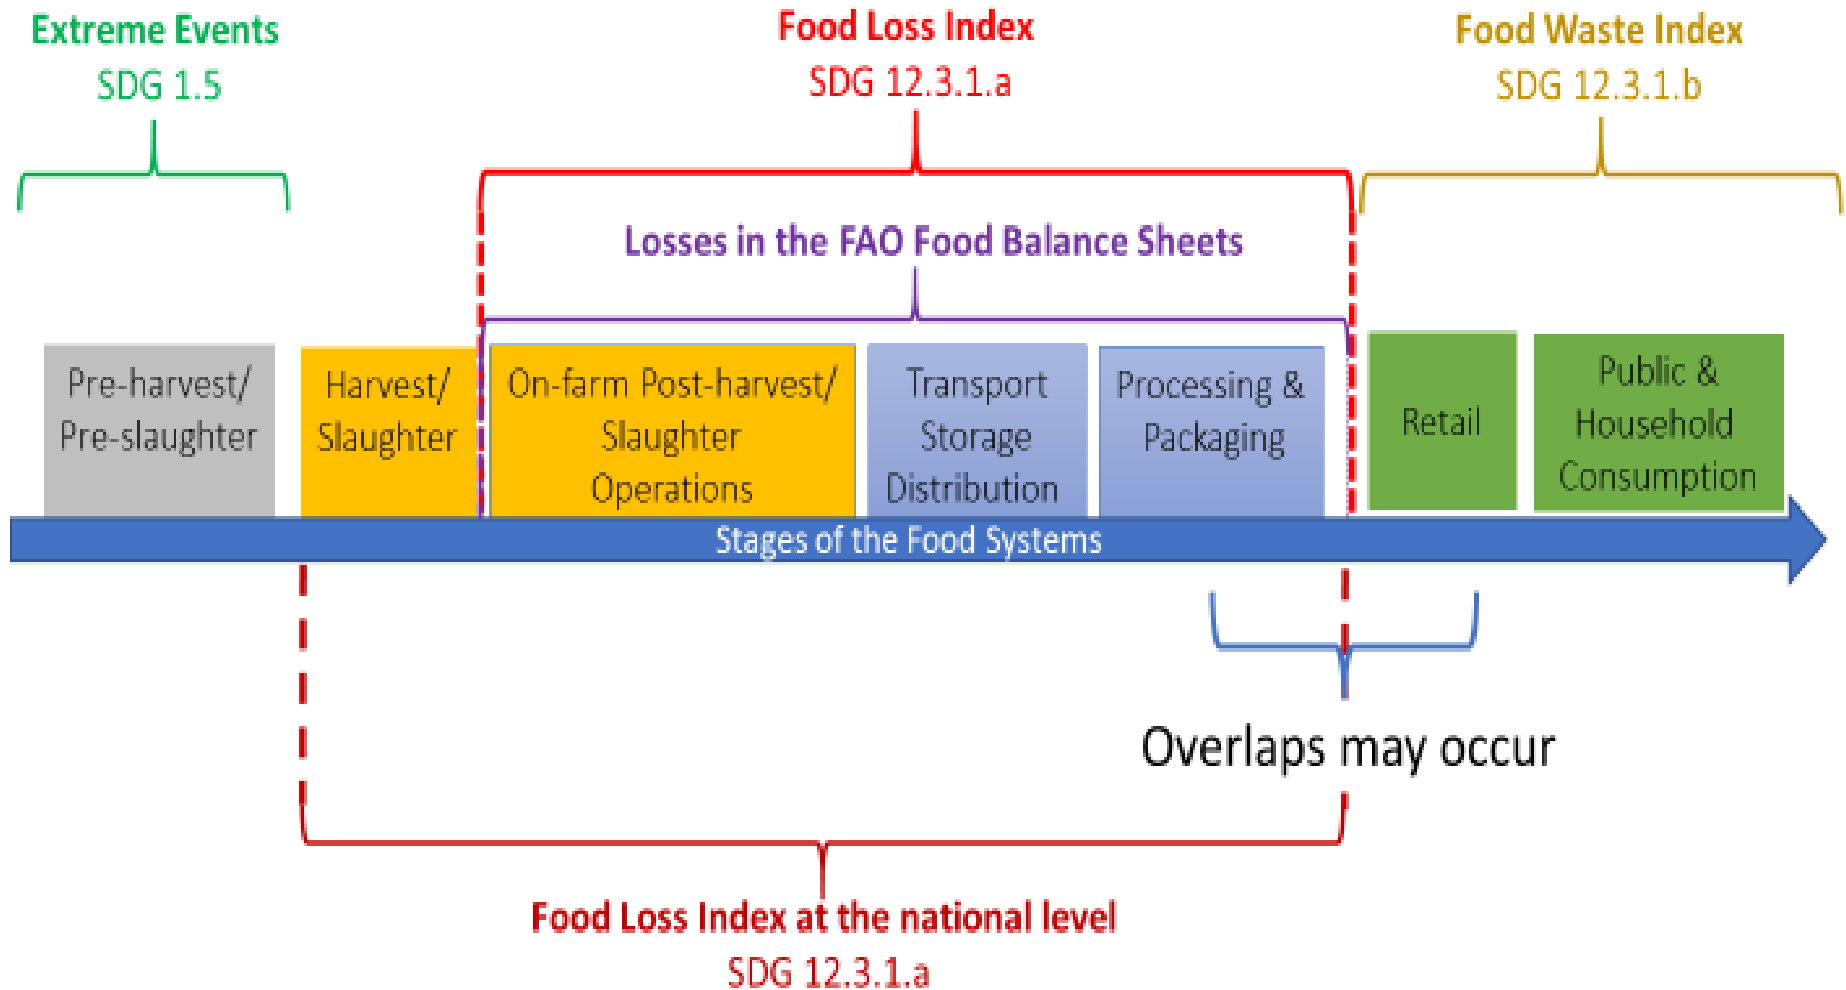 Extreme Events
SDG 1.5
Food Loss Index
SDG 12.3.1.a
Food Waste Index
SDG 12.3.1.b
Losses in the FAO Food Balance Sheets
Pre-harvest/
Pre-slaughter
Harvest/
Slaughter
On-farm Post-harvest/
Slaughter
Operations
Transport
Storage
Distribution
Processing &
Packaging
Retail
Public &
Household
Consumption
Stages of the Food Systems
Overlaps may occur
Food Loss Index at the national level
SDG 12.3.1.a